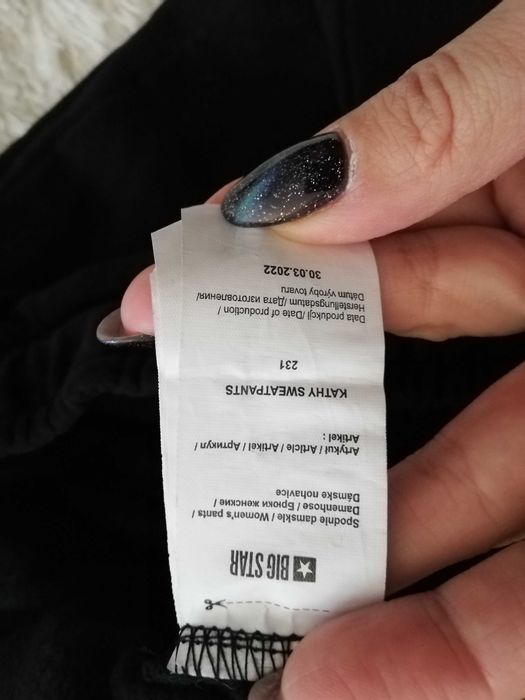 BIG STAR
Spodnie damskie / Women's pants /
Damenhose / Брюки женские /
Dámske nohavice
Artykuł / Article / Artikel / Артикул /
Artikel :
KATHY SWEATPANTS
231
Data produkcji /Date of production /
Herstellungsdatum /Дата изготовления/
Dátum výroby tovaru
30.03.2022